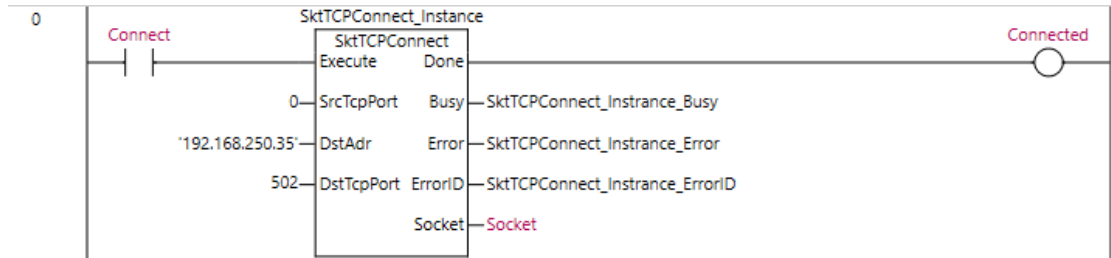 0
SktTCPConnect_Instance
Connect
SktTCPConnect
Connected
Execute Done
0 SrcTcpPort Busy SktTCPConnect_Instrance_Busy
'192.168.250.35' DstAdr Error SktTCPConnect_Instrance_Error
502 DstTcpPort ErrorID SktTCPConnect_Instrance_ErrorID
Socket Socket